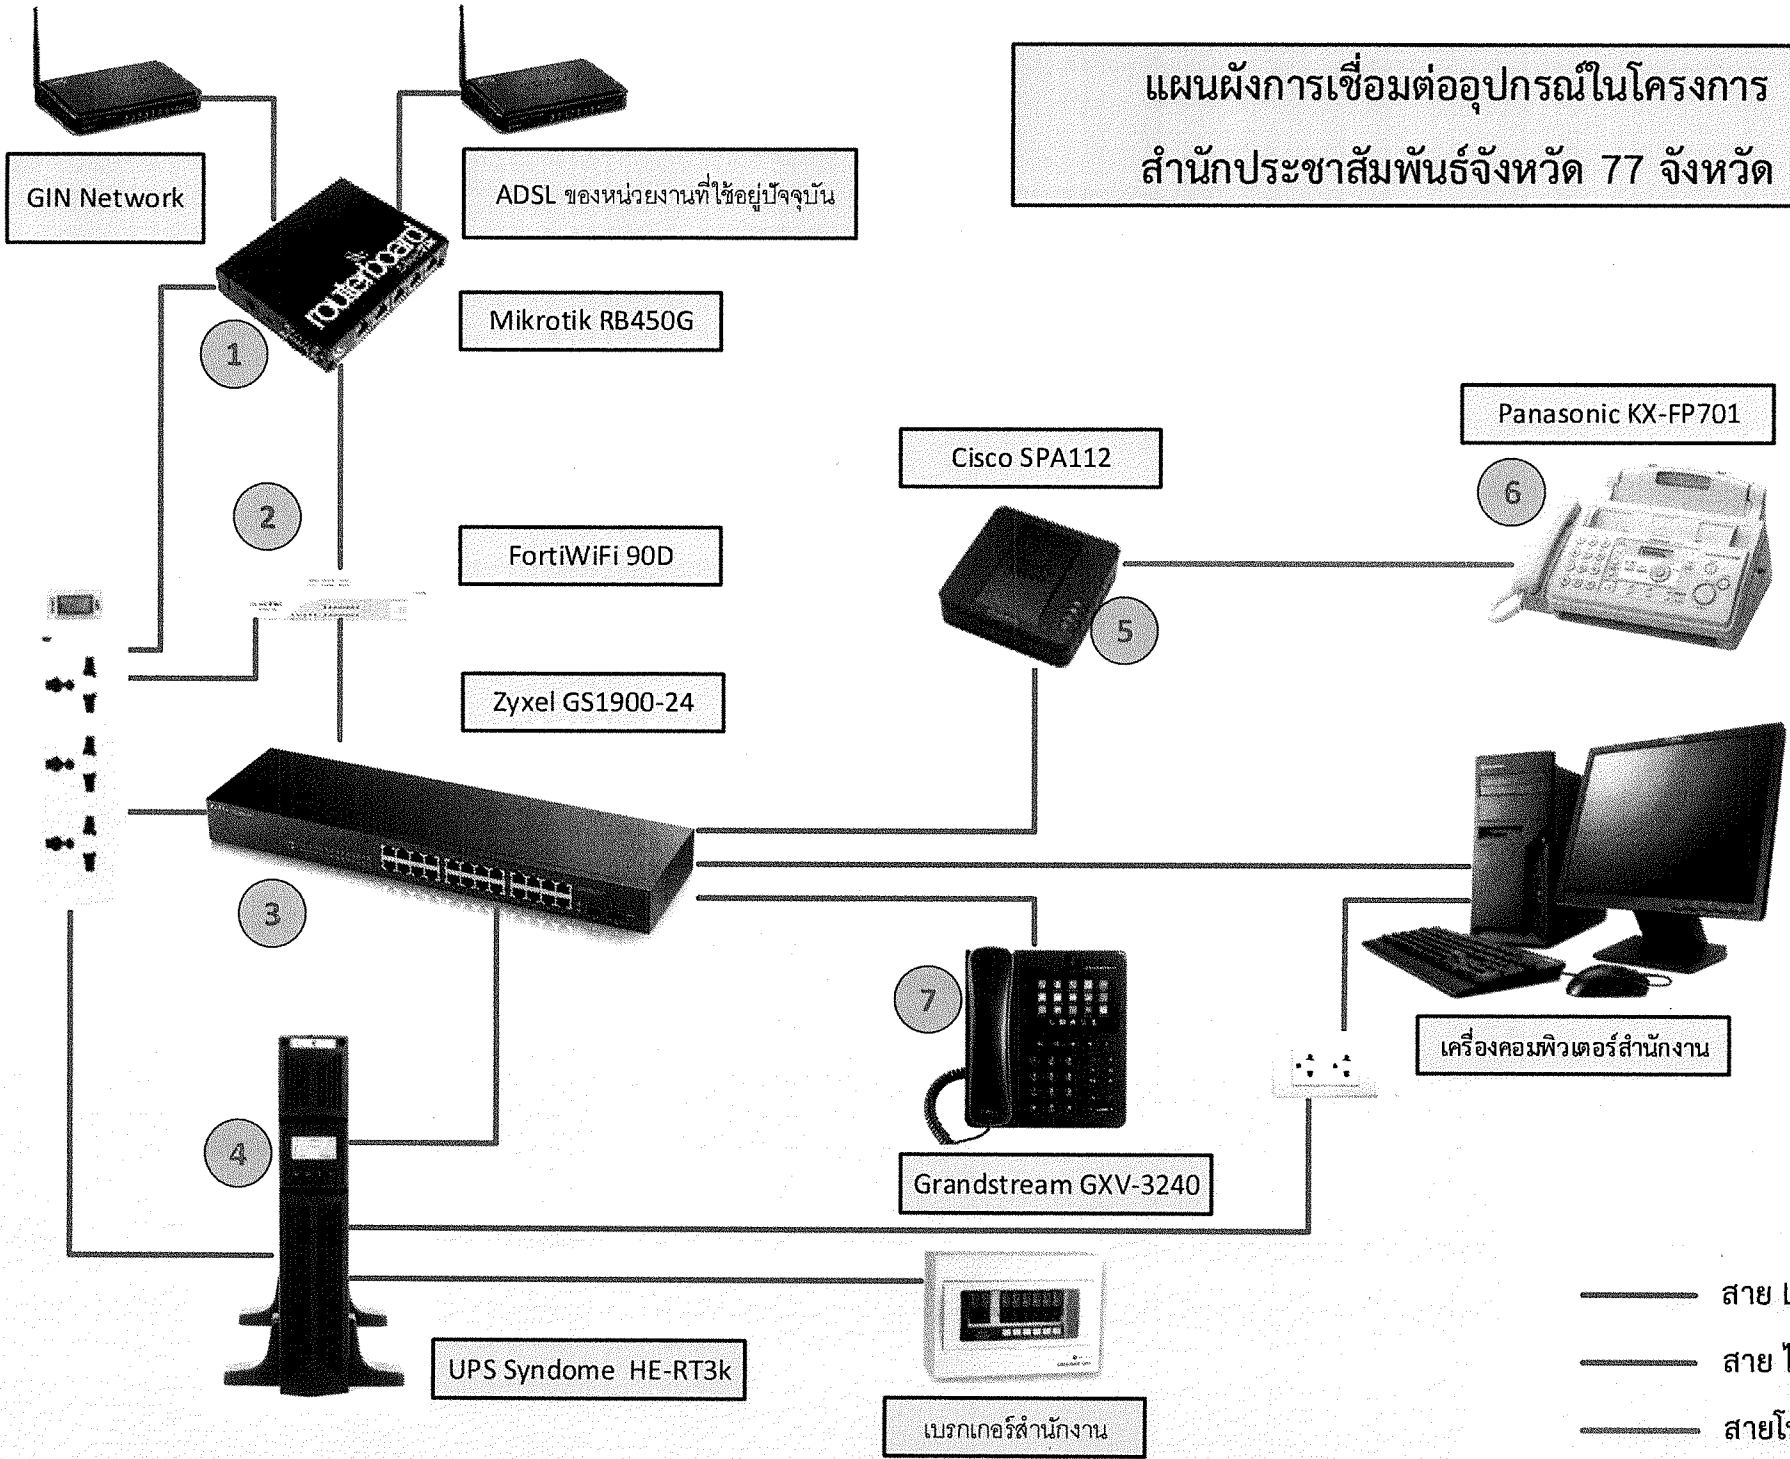 แผนผังการเชื่อมต่ออุปกรณ์ในโครงการ
สำนักประชาสัมพันธ์จังหวัด 77 จังหวัด
GIN Network
ADSL ของหน่วยงานที่ใช้อยู่ปัจจุบัน
routerboard
Mikrotik RB450G
1
Panasonic KX-FP701
Cisco SPA112
6
2
FortiWiFi 90D
5
Zyxel GS1900-24
3
7
เครื่องคอมพิวเตอร์สำนักงาน
4
Grandstream GXV-3240
UPS Syndome HE-RT3k
เบรกเกอร์สำนักงาน
สาย
สาย